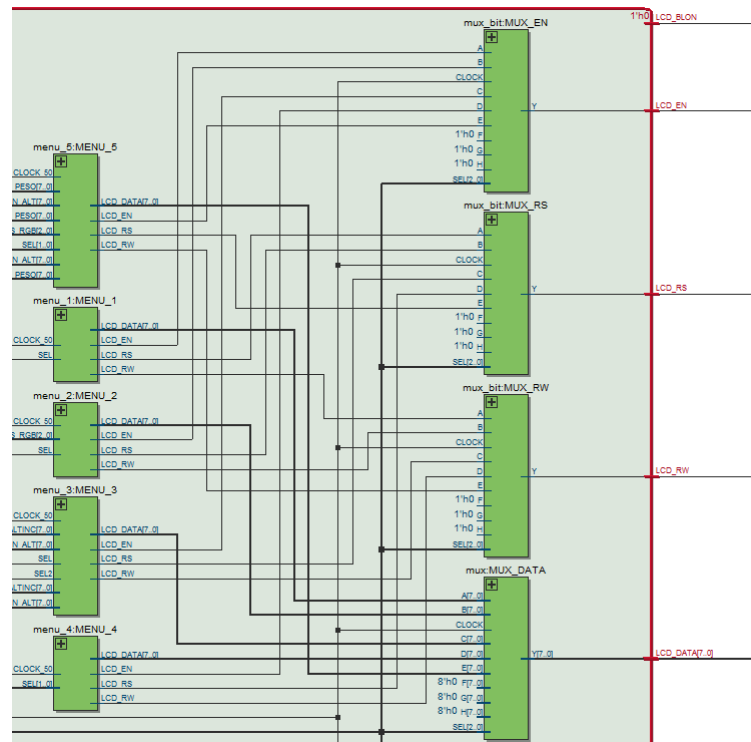 mux_bit:MUX_EN
1'h0 LCD_BLON
A
B
CLOCK
C
D
E
1'h0 F
1'h0 G
1'h0 H
SEL[2..0]
Y
LCD_EN
menu_5:MENU_5
CLOCK_50
PESO[7..0]
N_ALT[7..0]
PESO[7..0]
S_RGB[2..0]
SEL[1..0]
N_ALT[7..0]
PESO[7..0]
LCD_DATA[7..0]
LCD_EN
LCD_RS
LCD_RW
mux_bit:MUX_RS
A
B
CLOCK
C
D
E
1'h0 F
1'h0 G
1'h0 H
SEL[2..0]
Y
LCD_RS
menu_1:MENU_1
CLOCK_50
SEL
LCD_DATA[7..0]
LCD_EN
LCD_RS
LCD_RW
menu_2:MENU_2
CLOCK_50
S_RGB[2..0]
SEL
LCD_DATA[7..0]
LCD_EN
LCD_RS
LCD_RW
mux_bit:MUX_RW
A
B
CLOCK
C
D
E
1'h0 F
1'h0 G
1'h0 H
SEL[2..0]
Y
LCD_RW
menu_3:MENU_3
CLOCK_50
ALTINC[7..0]
N_ALT[7..0]
SEL
SEL2
ALTINC[7..0]
N_ALT[7..0]
LCD_DATA[7..0]
LCD_EN
LCD_RS
LCD_RW
mux:MUX_DATA
A[7..0]
B[7..0]
CLOCK
C[7..0]
D[7..0]
E[7..0]
8'h0 F[7..0]
8'h0 G[7..0]
8'h0 H[7..0]
SEL[2..0]
Y[7..0]
LCD_DATA[7..0]
menu_4:MENU_4
CLOCK_50
SEL[1..0]
LCD_DATA[7..0]
LCD_EN
LCD_RS
LCD_RW